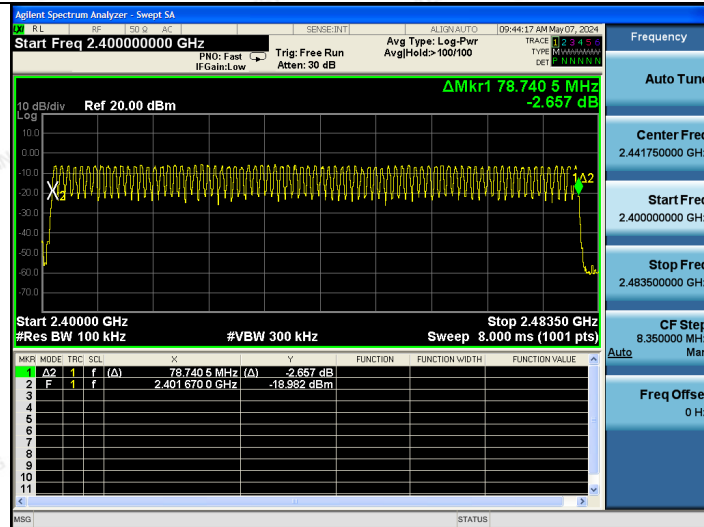 Agilent Spectrum Analyzer - Swept SA
LXI RL RF 50 Ω AC SENSE:INT ALIGN AUTO 09:44:17 AM May 07, 2024
Start Freq 2.400000000 GHz
PNO: Fast
IFGain:Low
Trig: Free Run
Atten: 30 dB
Avg Type: Log-Pwr
Avg|Hold:>100/100
TRACE 1 2 3 4 5 6
TYPE M
DET P N N N N N
ΔMkr1 78.740 5 MHz
-2.657 dB
10 dB/div Ref 20.00 dBm
Log
10.0
0.00
-10.0
-20.0
-30.0
-40.0
-50.0
-60.0
-70.0
X2
1Δ2
Start 2.40000 GHz Stop 2.48350 GHz
#Res BW 100 kHz #VBW 300 kHz Sweep 8.000 ms (1001 pts)
MKR MODE TRC SCL X Y FUNCTION FUNCTION WIDTH FUNCTION VALUE
1 Δ2 1 f (Δ) 78.740 5 MHz (Δ) -2.657 dB
2 F 1 f 2.401 670 0 GHz -18.982 dBm
3
4
5
6
7
8
9
10
11
MSG STATUS
Frequency
Auto Tune
Center Freq
2.441750000 GHz
Start Freq
2.400000000 GHz
Stop Freq
2.483500000 GHz
CF Step
8.350000 MHz
Auto Man
Freq Offset
0 Hz